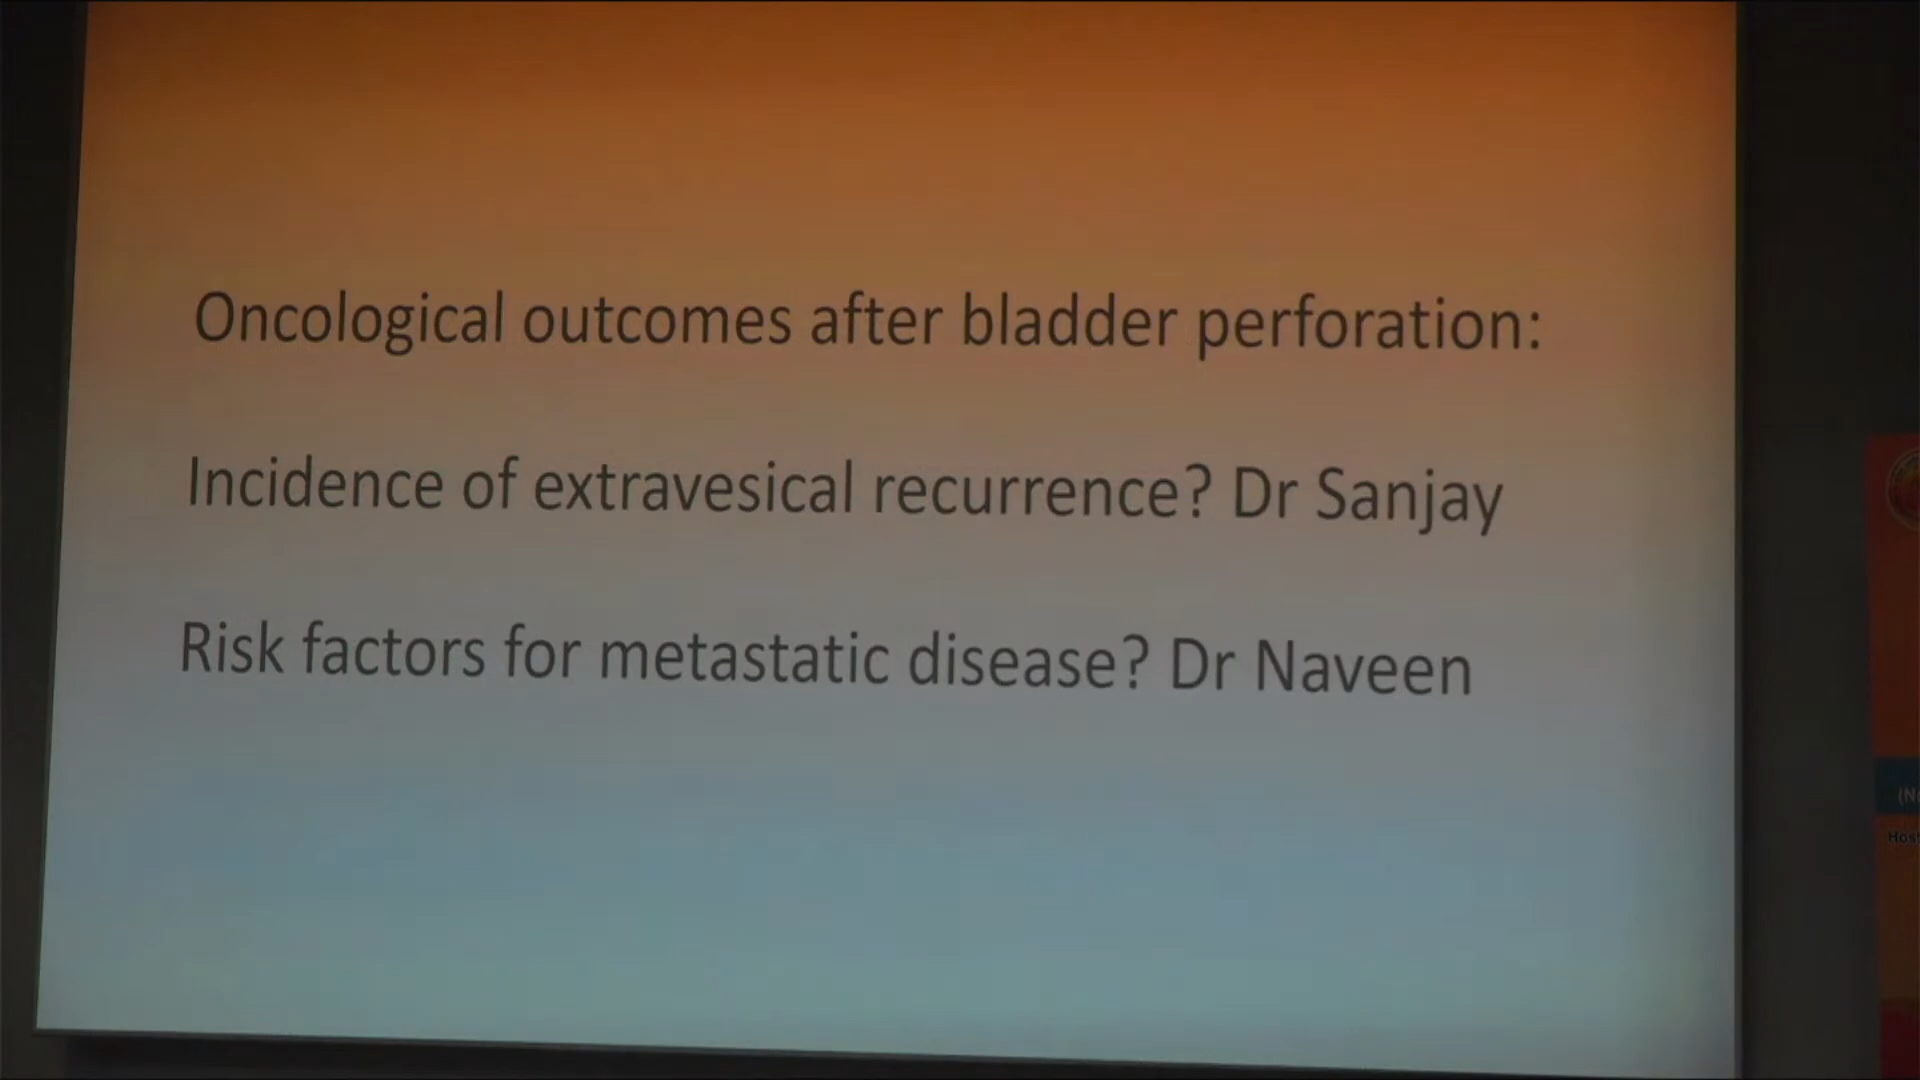 Oncological outcomes after bladder perforation:
Incidence of extravesical recurrence? Dr Sanjay
Risk factors for metastatic disease? Dr Naveen